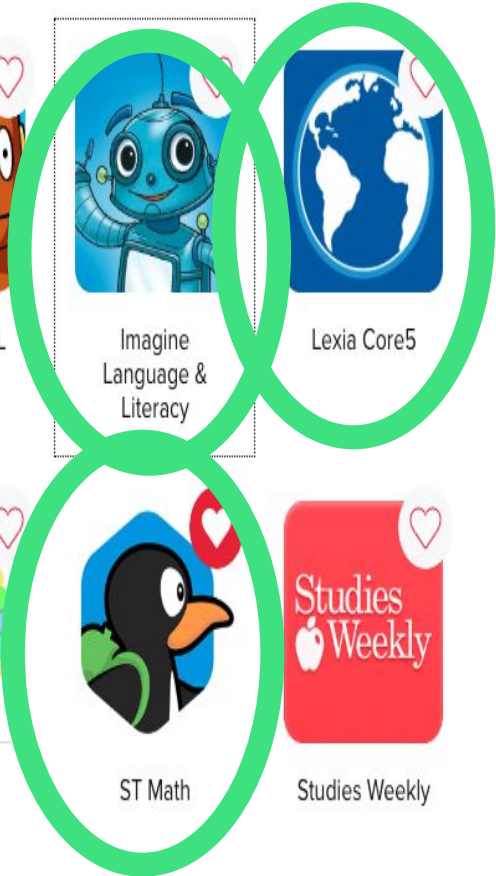 L
Imagine
Language &
Literacy
Lexia Core5
Studies
Weekly
ST Math
Studies Weekly